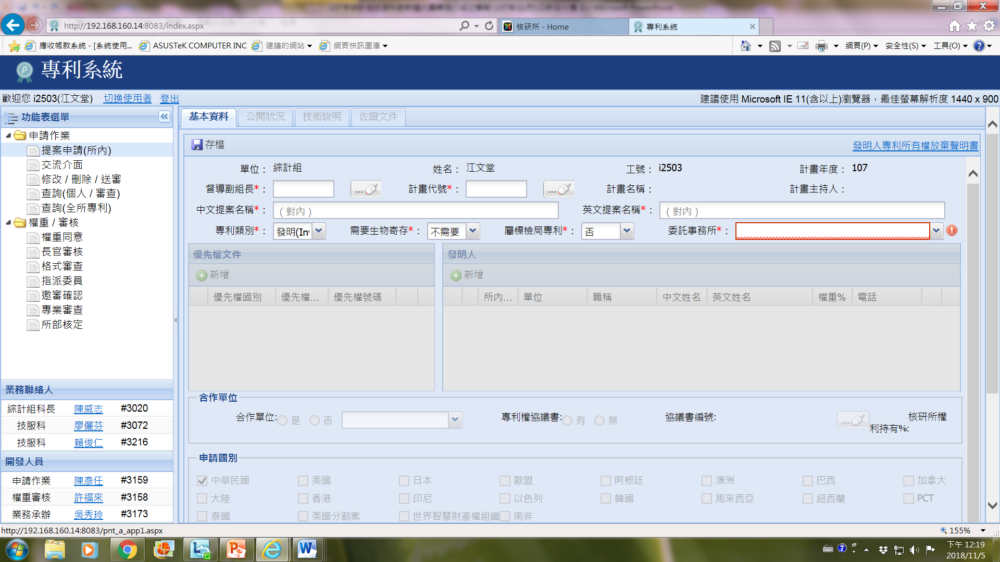 http://192.168.160.14:8083/index.aspx
核研所 - Home
專利系統
應收帳款系統 - [系統使用...
ASUSTeK COMPUTER INC
建議的網站
網頁快訊圖庫
網頁(P)
安全性(S)
工具(O)
專利系統
歡迎您 i2503(江文堂) 切換使用者 登出
建議使用 Microsoft IE 11(含以上)瀏覽器，最佳螢幕解析度 1440 x 900
功能表選單
申請作業
提案申請(所內)
交流介面
修改 / 刪除 / 送審
查詢(個人 / 審查)
查詢(全所專利)
權重 / 審核
權重同意
長官審核
格式審查
指派委員
邀審確認
專業審查
所部核定
業務聯絡人
綜計組科長 陳威志 #3020
技服科 廖儷芬 #3072
技服科 賴俊仁 #3216
開發人員
申請作業 陳彥任 #3159
權重審核 許福來 #3158
業務承辦 吳秀玲 #3173
基本資料 公開狀況 技術說明 佐證文件
存檔
發明人專利所有權放棄聲明書
單位： 綜計組 姓名： 江文堂 工號： i2503 計畫年度： 107
督導副組長*： ... 計畫代號*： ... 計畫名稱： 計畫主持人：
中文提案名稱*： （對內） 英文提案名稱*： （對內）
專利類別*： 發明(Inv 需要生物寄存*： 不需要 屬標檢局專利*： 否 委託事務所*：
優先權文件
新增
優先權國別 優先權... 優先權號碼
發明人
新增
所內... 單位 職稱 中文姓名 英文姓名 權重% 電話
合作單位
合作單位: 是 否 專利權協議書: 有 無 協議書編號: ... 核研所權
利持有%:
申請國別
中華民國 美國 日本 歐盟 阿根廷 澳洲 巴西 加拿大
大陸 香港 印尼 以色列 韓國 馬來西亞 紐西蘭 PCT
泰國 美國分割案 世界智慧財產權組織 南非
http://192.168.160.14:8083/pnt_a_app1.aspx
155%
下午 12:19
2018/11/5